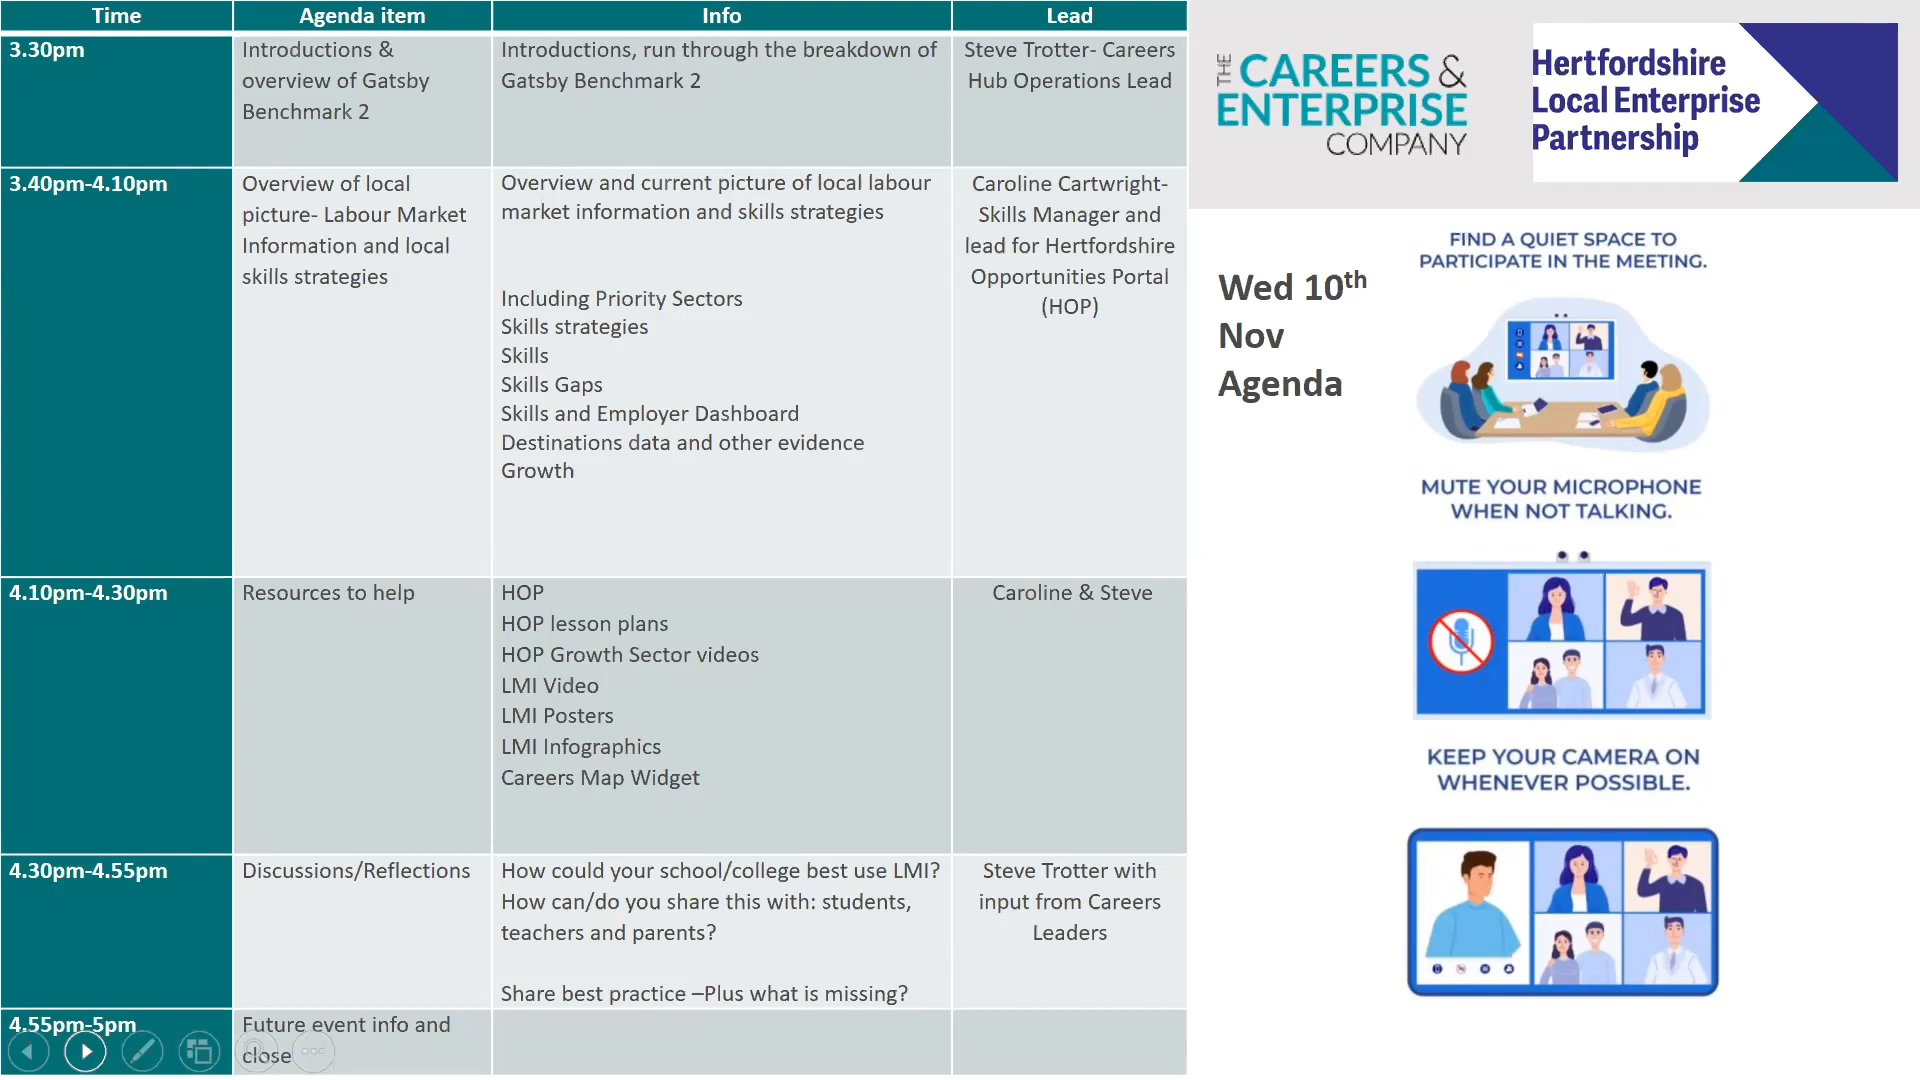 Time
Agenda item
Info
Lead
3.30pm
Introductions &
overview of Gatsby
Benchmark 2
Introductions, run through the breakdown of
Gatsby Benchmark 2
Steve Trotter- Careers
Hub Operations Lead
3.40pm-4.10pm
Overview of local
picture- Labour Market
Information and local
skills strategies
Overview and current picture of local labour
market information and skills strategies
Including Priority Sectors
Skills strategies
Skills
Skills Gaps
Skills and Employer Dashboard
Destinations data and other evidence
Growth
Caroline Cartwright-
Skills Manager and
lead for Hertfordshire
Opportunities Portal
(HOP)
4.10pm-4.30pm
Resources to help
HOP
HOP lesson plans
HOP Growth Sector videos
LMI Video
LMI Posters
LMI Infographics
Careers Map Widget
Caroline & Steve
4.30pm-4.55pm
Discussions/Reflections
How could your school/college best use LMI?
How can/do you share this with: students,
teachers and parents?
Share best practice –Plus what is missing?
Steve Trotter with
input from Careers
Leaders
4.55pm-5pm
Future event info and
close
THE CAREERS &
ENTERPRISE
COMPANY
Hertfordshire
Local Enterprise
Partnership
Wed 10th
Nov
Agenda
FIND A QUIET SPACE TO
PARTICIPATE IN THE MEETING.
MUTE YOUR MICROPHONE
WHEN NOT TALKING.
KEEP YOUR CAMERA ON
WHENEVER POSSIBLE.